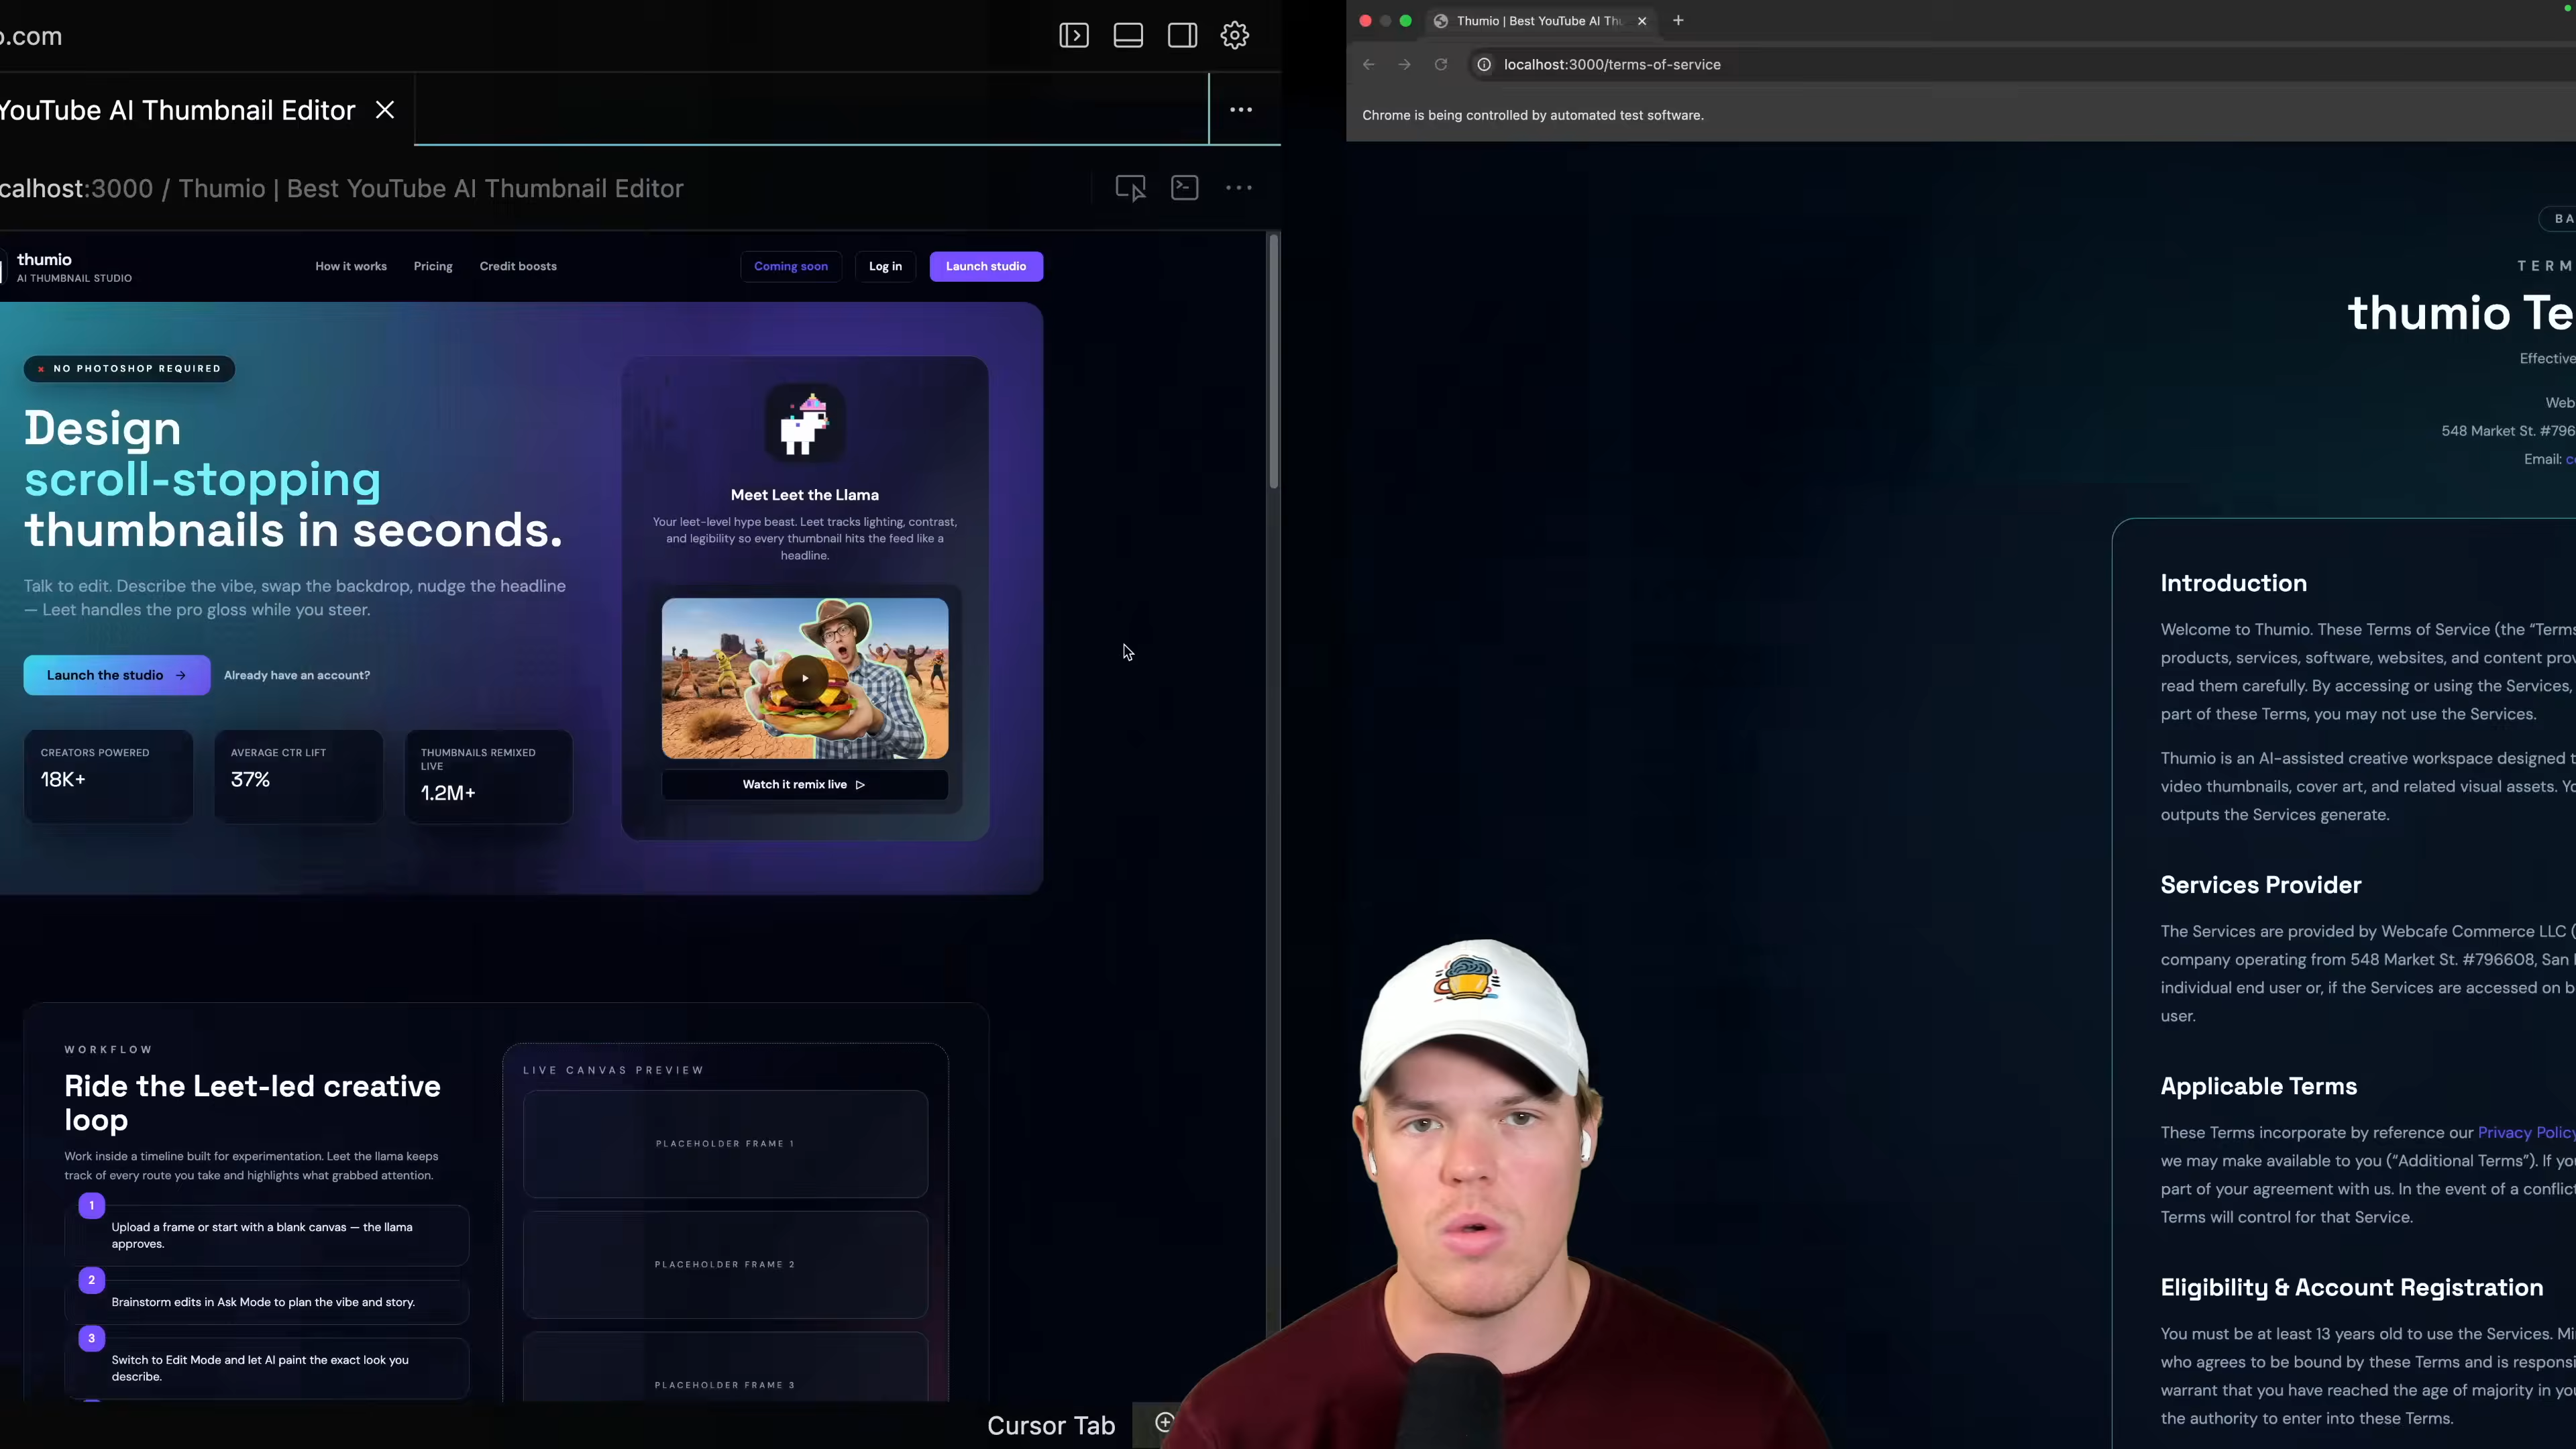 o.com
YouTube AI Thumbnail Editor
calhost:3000 / Thumio | Best YouTube AI Thumbnail Editor
thumio
AI THUMBNAIL STUDIO
How it works
Pricing
Credit boosts
Coming soon
Log in
Launch studio
NO PHOTOSHOP REQUIRED
Design
scroll-stopping
thumbnails in seconds.
Talk to edit. Describe the vibe, swap the backdrop, nudge the headline
— Leet handles the pro gloss while you steer.
Launch the studio →
Already have an account?
CREATORS POWERED
18K+
AVERAGE CTR LIFT
37%
THUMBNAILS REMIXED
LIVE
1.2M+
Meet Leet the Llama
Your leet-level hype beast. Leet tracks lighting, contrast,
and legibility so every thumbnail hits the feed like a
headline.
Watch it remix live
WORKFLOW
Ride the Leet-led creative
loop
Work inside a timeline built for experimentation. Leet the llama keeps
track of every route you take and highlights what grabbed attention.
1
Upload a frame or start with a blank canvas — the llama
approves.
2
Brainstorm edits in Ask Mode to plan the vibe and story.
3
Switch to Edit Mode and let AI paint the exact look you
describe.
LIVE CANVAS PREVIEW
PLACEHOLDER FRAME 1
PLACEHOLDER FRAME 2
PLACEHOLDER FRAME 3
Cursor Tab
Thumio | Best YouTube AI Thu
localhost:3000/terms-of-service
Chrome is being controlled by automated test software.
BA
TERM
thumio Te
Effective
Web
548 Market St. #796
Email: c
Introduction
Welcome to Thumio. These Terms of Service (the “Terms
products, services, software, websites, and content prov
read them carefully. By accessing or using the Services,
part of these Terms, you may not use the Services.
Thumio is an AI-assisted creative workspace designed t
video thumbnails, cover art, and related visual assets. Yo
outputs the Services generate.
Services Provider
The Services are provided by Webcafe Commerce LLC (
company operating from 548 Market St. #796608, San
individual end user or, if the Services are accessed on b
user.
Applicable Terms
These Terms incorporate by reference our Privacy Policy
we may make available to you (“Additional Terms”). If you
part of your agreement with us. In the event of a conflict
Terms will control for that Service.
Eligibility & Account Registration
You must be at least 13 years old to use the Services. Mi
who agrees to be bound by these Terms and is responsi
warrant that you have reached the age of majority in you
the authority to enter into these Terms.